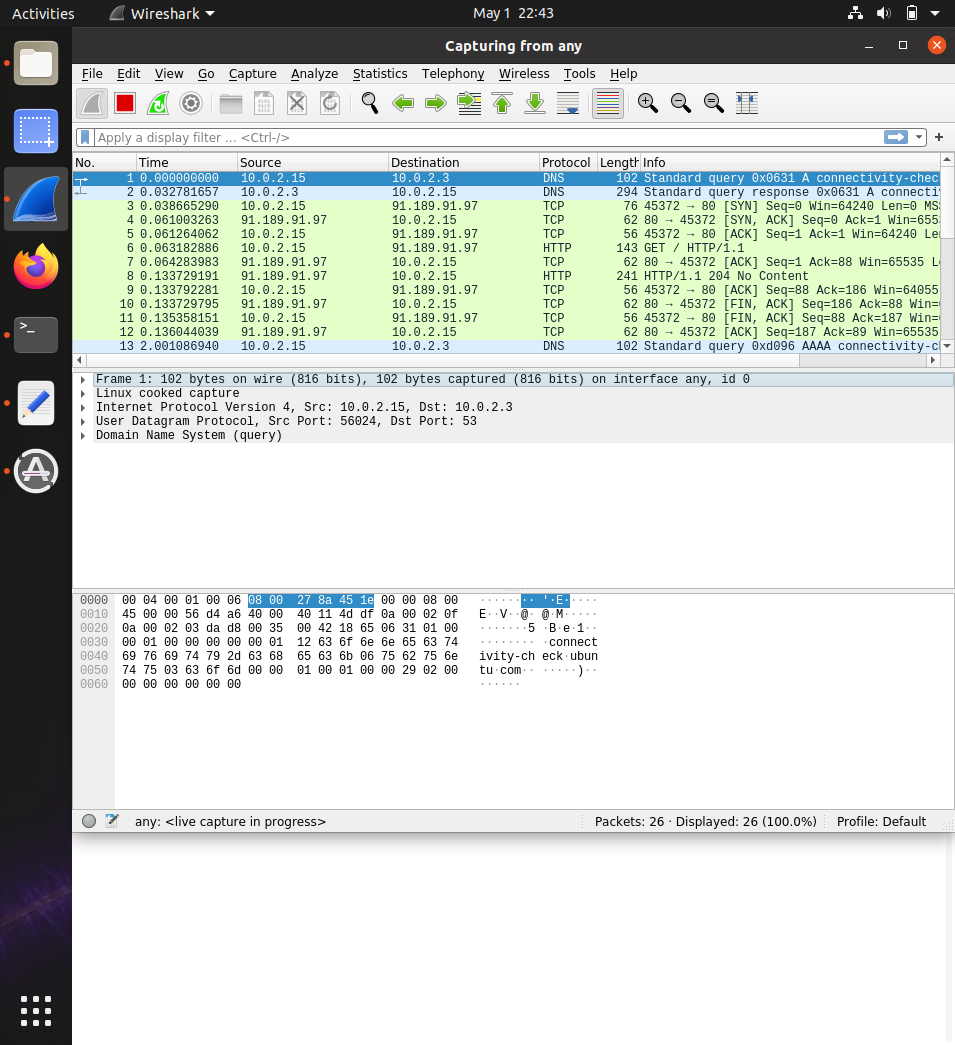 Activities Wireshark May 1 22:43
Capturing from any
File Edit View Go Capture Analyze Statistics Telephony Wireless Tools Help
Apply a display filter … <Ctrl-/>
No. Time Source Destination Protocol Length Info
1 0.000000000 10.0.2.15 10.0.2.3 DNS 102 Standard query 0x0631 A connectivity-chec
2 0.032781657 10.0.2.3 10.0.2.15 DNS 294 Standard query response 0x0631 A connectiv
3 0.038665290 10.0.2.15 91.189.91.97 TCP 76 45372 → 80 [SYN] Seq=0 Win=64240 Len=0 MSS
4 0.061003263 91.189.91.97 10.0.2.15 TCP 62 80 → 45372 [SYN, ACK] Seq=0 Ack=1 Win=6553
5 0.061264062 10.0.2.15 91.189.91.97 TCP 56 45372 → 80 [ACK] Seq=1 Ack=1 Win=64240 Len
6 0.063182886 10.0.2.15 91.189.91.97 HTTP 143 GET / HTTP/1.1
7 0.064283983 91.189.91.97 10.0.2.15 TCP 62 80 → 45372 [ACK] Seq=1 Ack=88 Win=65535 L
8 0.133729191 91.189.91.97 10.0.2.15 HTTP 241 HTTP/1.1 204 No Content
9 0.133792281 10.0.2.15 91.189.91.97 TCP 56 45372 → 80 [ACK] Seq=88 Ack=186 Win=64055
10 0.133729795 91.189.91.97 10.0.2.15 TCP 62 80 → 45372 [FIN, ACK] Seq=186 Ack=88 Win=
11 0.135358151 10.0.2.15 91.189.91.97 TCP 56 45372 → 80 [FIN, ACK] Seq=88 Ack=187 Win=
12 0.136044039 91.189.91.97 10.0.2.15 TCP 62 80 → 45372 [ACK] Seq=187 Ack=89 Win=65535
13 2.001086940 10.0.2.15 10.0.2.3 DNS 102 Standard query 0xd096 AAAA connectivity-c
Frame 1: 102 bytes on wire (816 bits), 102 bytes captured (816 bits) on interface any, id 0
Linux cooked capture
Internet Protocol Version 4, Src: 10.0.2.15, Dst: 10.0.2.3
User Datagram Protocol, Src Port: 56024, Dst Port: 53
Domain Name System (query)
0000 00 04 00 01 00 06 08 00 27 8a 45 1e 00 00 08 00 ········ '·E·····
0010 45 00 00 56 d4 a6 40 00 40 11 4d df 0a 00 02 0f E··V··@· @·M·····
0020 0a 00 02 03 da d8 00 35 00 42 18 65 06 31 01 00 ·······5 ·B·e·1··
0030 00 01 00 00 00 00 00 01 12 63 6f 6e 6e 65 63 74 ········ ·connect
0040 69 76 69 74 79 2d 63 68 65 63 6b 06 75 62 75 6e ivity-ch eck·ubun
0050 74 75 03 63 6f 6d 00 00 01 00 01 00 00 29 02 00 tu·com·· ·····)··
0060 00 00 00 00 00 00 ······
any: <live capture in progress> Packets: 26 · Displayed: 26 (100.0%) Profile: Default